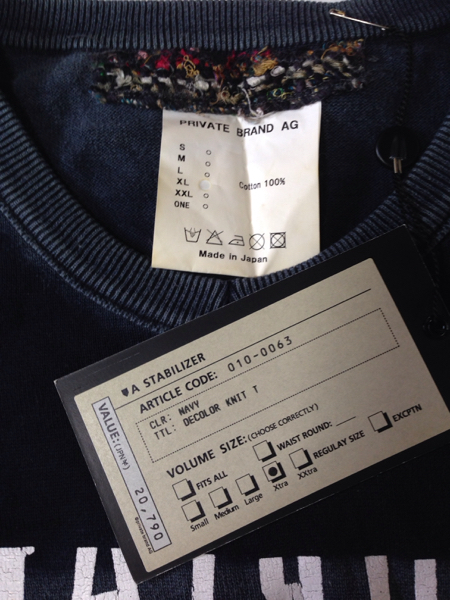 PRIVATE BRAND AG
S
M
L
XL
XXL
ONE
Cotton 100%
Made in Japan
A STABILIZER
ARTICLE CODE: 010-0063
CLR: NAVY
TTL: DECOLOR KNIT T
VALUE:(JPN/¥) 20,790
VOLUME SIZE:(CHOOSE CORRECTLY)
FITS ALL
WAIST ROUND:
REGULAY SIZE
EXCPTN
Small
Medium
Large
Xtra
XXtra